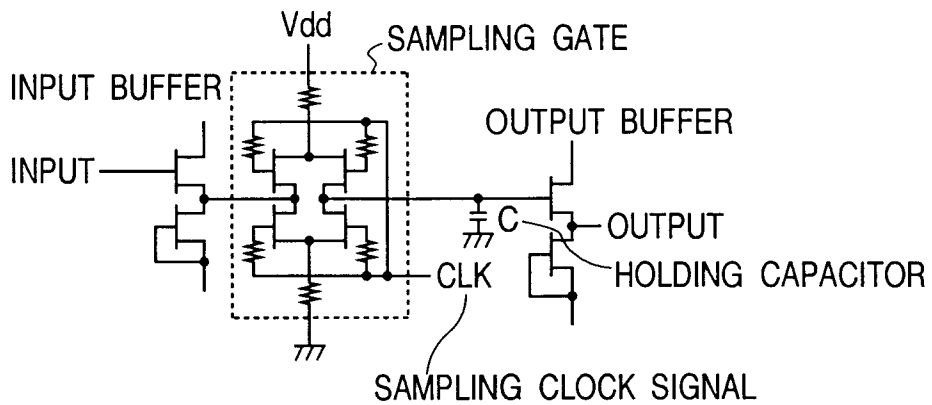 Vdd
SAMPLING GATE
INPUT BUFFER
OUTPUT BUFFER
INPUT
C
OUTPUT
HOLDING CAPACITOR
CLK
SAMPLING CLOCK SIGNAL